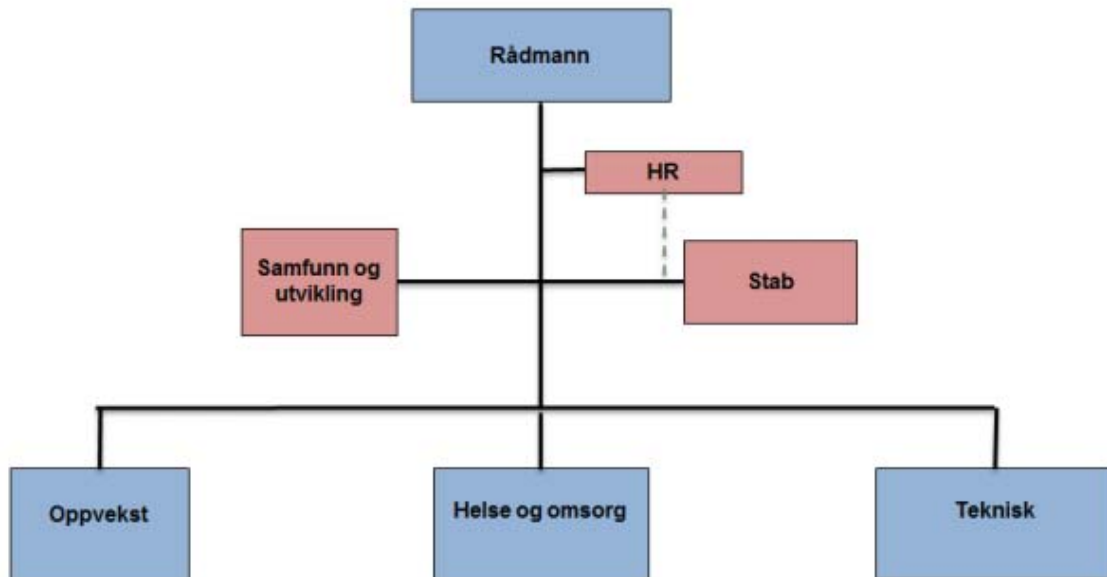 Rådmann
HR
Samfunn og
utvikling
Stab
Oppvekst
Helse og omsorg
Teknisk